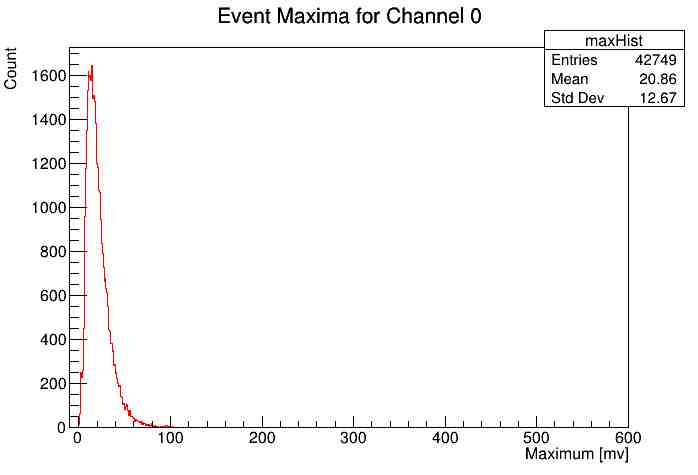 Event Maxima for Channel 0
maxHist
Entries 42749
Mean 20.86
Std Dev 12.67
Count
1600
1400
1200
1000
800
600
400
200
0
0 100 200 300 400 500 600
Maximum [mv]